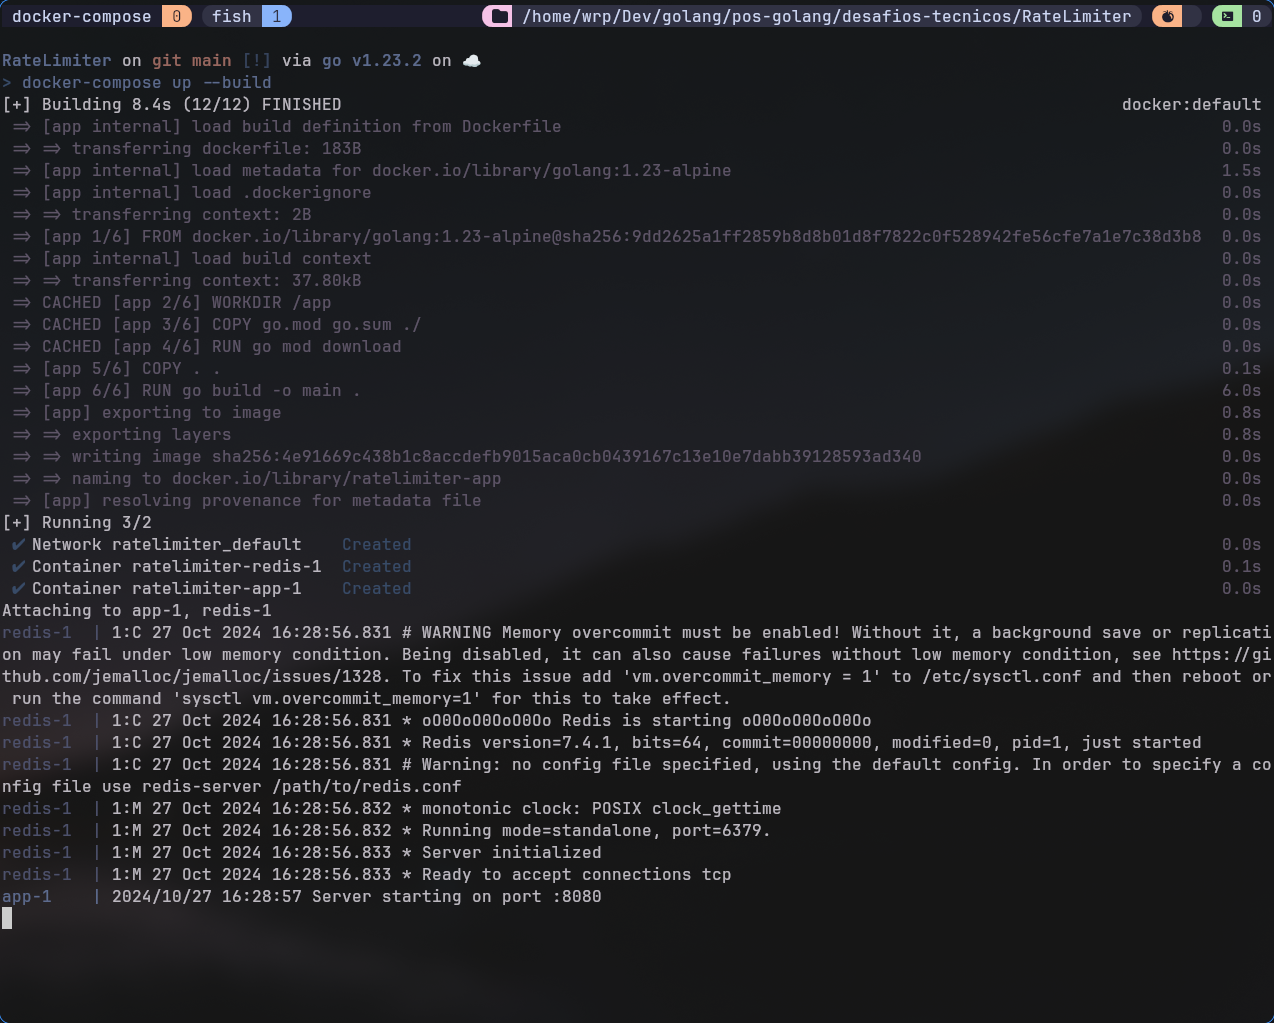 docker-compose 0 fish 1 /home/wrp/Dev/golang/pos-golang/desafios-tecnicos/RateLimiter 0
RateLimiter on git main [!] via go v1.23.2 on
> docker-compose up --build
[+] Building 8.4s (12/12) FINISHED docker:default
=> [app internal] load build definition from Dockerfile 0.0s
=> => transferring dockerfile: 183B 0.0s
=> [app internal] load metadata for docker.io/library/golang:1.23-alpine 1.5s
=> [app internal] load .dockerignore 0.0s
=> => transferring context: 2B 0.0s
=> [app 1/6] FROM docker.io/library/golang:1.23-alpine@sha256:9dd2625a1ff2859b8d8b01d8f7822c0f528942fe56cfe7a1e7c38d3b8 0.0s
=> [app internal] load build context 0.0s
=> => transferring context: 37.80kB 0.0s
=> CACHED [app 2/6] WORKDIR /app 0.0s
=> CACHED [app 3/6] COPY go.mod go.sum ./ 0.0s
=> CACHED [app 4/6] RUN go mod download 0.0s
=> [app 5/6] COPY . . 0.1s
=> [app 6/6] RUN go build -o main . 6.0s
=> [app] exporting to image 0.8s
=> => exporting layers 0.8s
=> => writing image sha256:4e91669c438b1c8accdefb9015aca0cb0439167c13e10e7dabb39128593ad340 0.0s
=> => naming to docker.io/library/ratelimiter-app 0.0s
=> [app] resolving provenance for metadata file 0.0s
[+] Running 3/2
✔ Network ratelimiter_default Created 0.0s
✔ Container ratelimiter-redis-1 Created 0.1s
✔ Container ratelimiter-app-1 Created 0.0s
Attaching to app-1, redis-1
redis-1 | 1:C 27 Oct 2024 16:28:56.831 # WARNING Memory overcommit must be enabled! Without it, a background save or replicati
on may fail under low memory condition. Being disabled, it can also cause failures without low memory condition, see https://gi
thub.com/jemalloc/jemalloc/issues/1328. To fix this issue add 'vm.overcommit_memory = 1' to /etc/sysctl.conf and then reboot or
run the command 'sysctl vm.overcommit_memory=1' for this to take effect.
redis-1 | 1:C 27 Oct 2024 16:28:56.831 * oO0OoO0OoO0Oo Redis is starting oO0OoO0OoO0Oo
redis-1 | 1:C 27 Oct 2024 16:28:56.831 * Redis version=7.4.1, bits=64, commit=00000000, modified=0, pid=1, just started
redis-1 | 1:C 27 Oct 2024 16:28:56.831 # Warning: no config file specified, using the default config. In order to specify a co
nfig file use redis-server /path/to/redis.conf
redis-1 | 1:M 27 Oct 2024 16:28:56.832 * monotonic clock: POSIX clock_gettime
redis-1 | 1:M 27 Oct 2024 16:28:56.832 * Running mode=standalone, port=6379.
redis-1 | 1:M 27 Oct 2024 16:28:56.833 * Server initialized
redis-1 | 1:M 27 Oct 2024 16:28:56.833 * Ready to accept connections tcp
app-1 | 2024/10/27 16:28:57 Server starting on port :8080